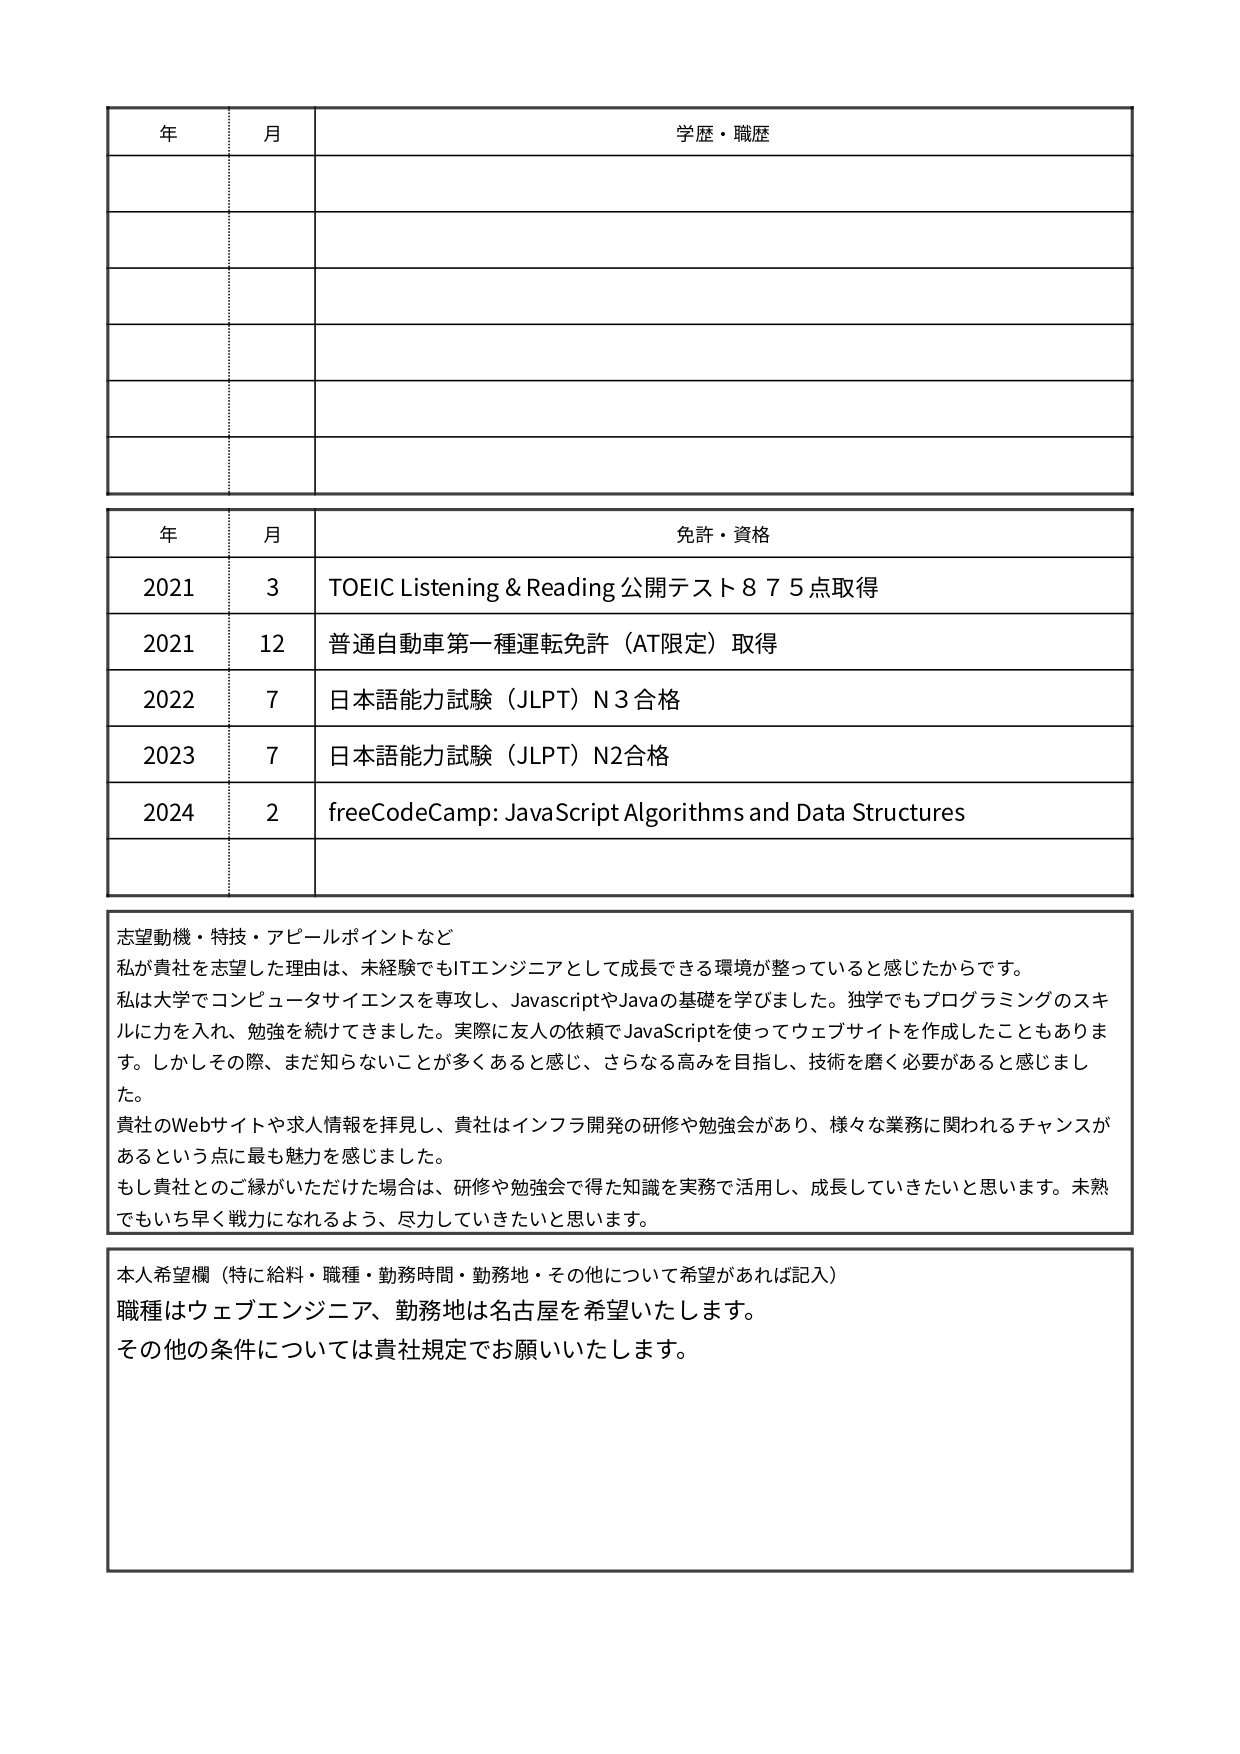 年 月 学歴・職歴
年 月 免許・資格
2021 3 TOEIC Listening & Reading 公開テスト８７５点取得
2021 12 普通自動車第一種運転免許（AT限定）取得
2022 7 日本語能力試験（JLPT）N３合格
2023 7 日本語能力試験（JLPT）N2合格
2024 2 freeCodeCamp: JavaScript Algorithms and Data Structures
志望動機・特技・アピールポイントなど
私が貴社を志望した理由は、未経験でもITエンジニアとして成長できる環境が整っていると感じたからです。
私は大学でコンピュータサイエンスを専攻し、JavascriptやJavaの基礎を学びました。独学でもプログラミングのスキ
ルに力を入れ、勉強を続けてきました。実際に友人の依頼でJavaScriptを使ってウェブサイトを作成したこともありま
す。しかしその際、まだ知らないことが多くあると感じ、さらなる高みを目指し、技術を磨く必要があると感じまし
た。
貴社のWebサイトや求人情報を拝見し、貴社はインフラ開発の研修や勉強会があり、様々な業務に関われるチャンスが
あるという点に最も魅力を感じました。
もし貴社とのご縁がいただけた場合は、研修や勉強会で得た知識を実務で活用し、成長していきたいと思います。未熟
でもいち早く戦力になれるよう、尽力していきたいと思います。
本人希望欄（特に給料・職種・勤務時間・勤務地・その他について希望があれば記入）
職種はウェブエンジニア、勤務地は名古屋を希望いたします。
その他の条件については貴社規定でお願いいたします。